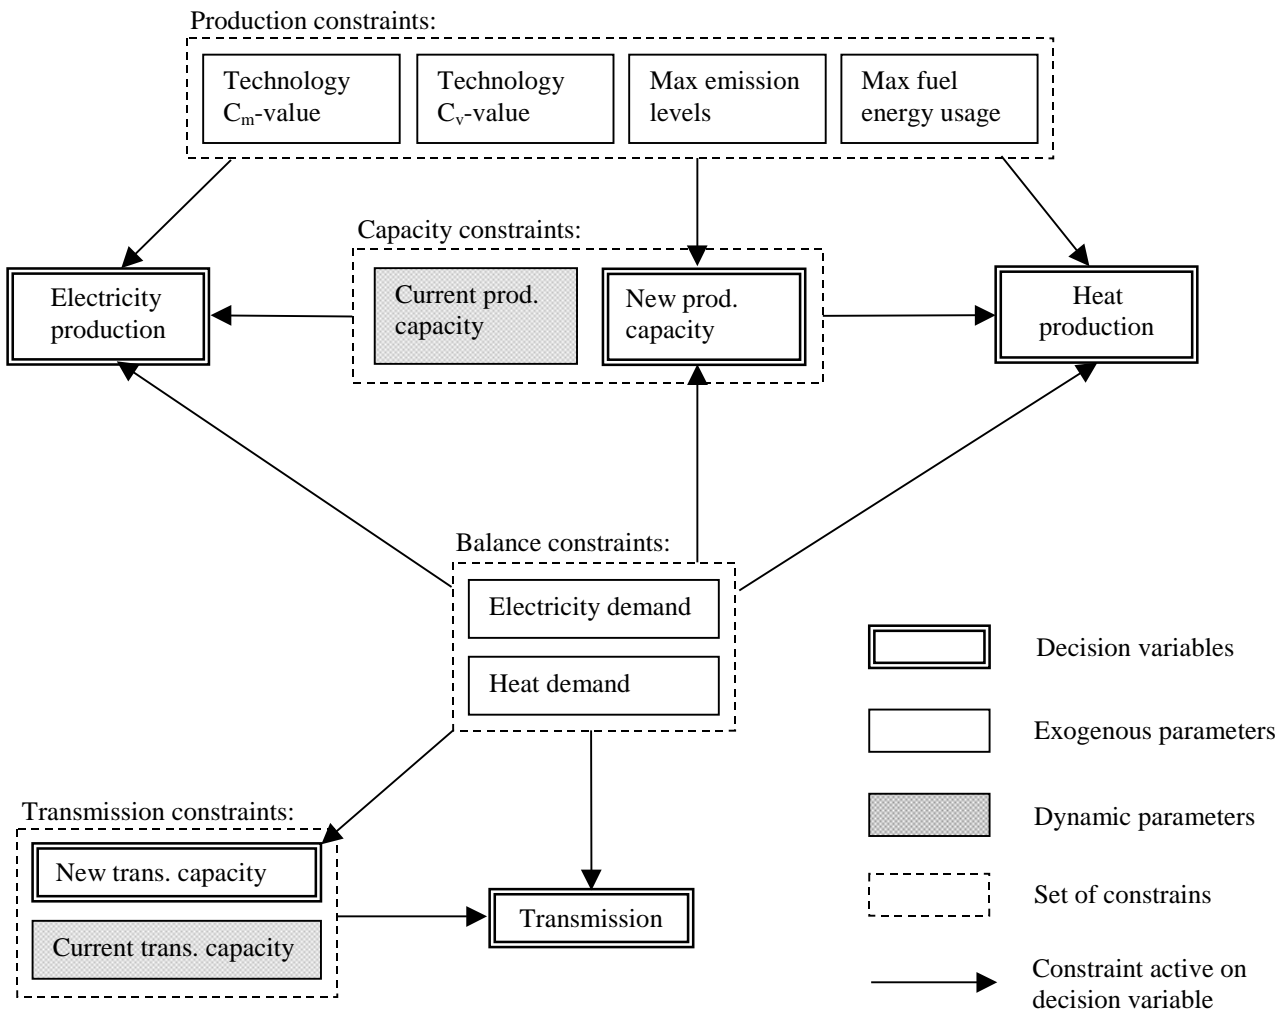 Production constraints:
Technology
Cₘ-value
Technology
Cᵥ-value
Max emission
levels
Max fuel
energy usage
Capacity constraints:
Electricity
production
Current prod.
capacity
New prod.
capacity
Heat
production
Balance constraints:
Electricity demand
Heat demand
Transmission constraints:
New trans. capacity
Current trans. capacity
Transmission
Decision variables
Exogenous parameters
Dynamic parameters
Set of constrains
Constraint active on
decision variable